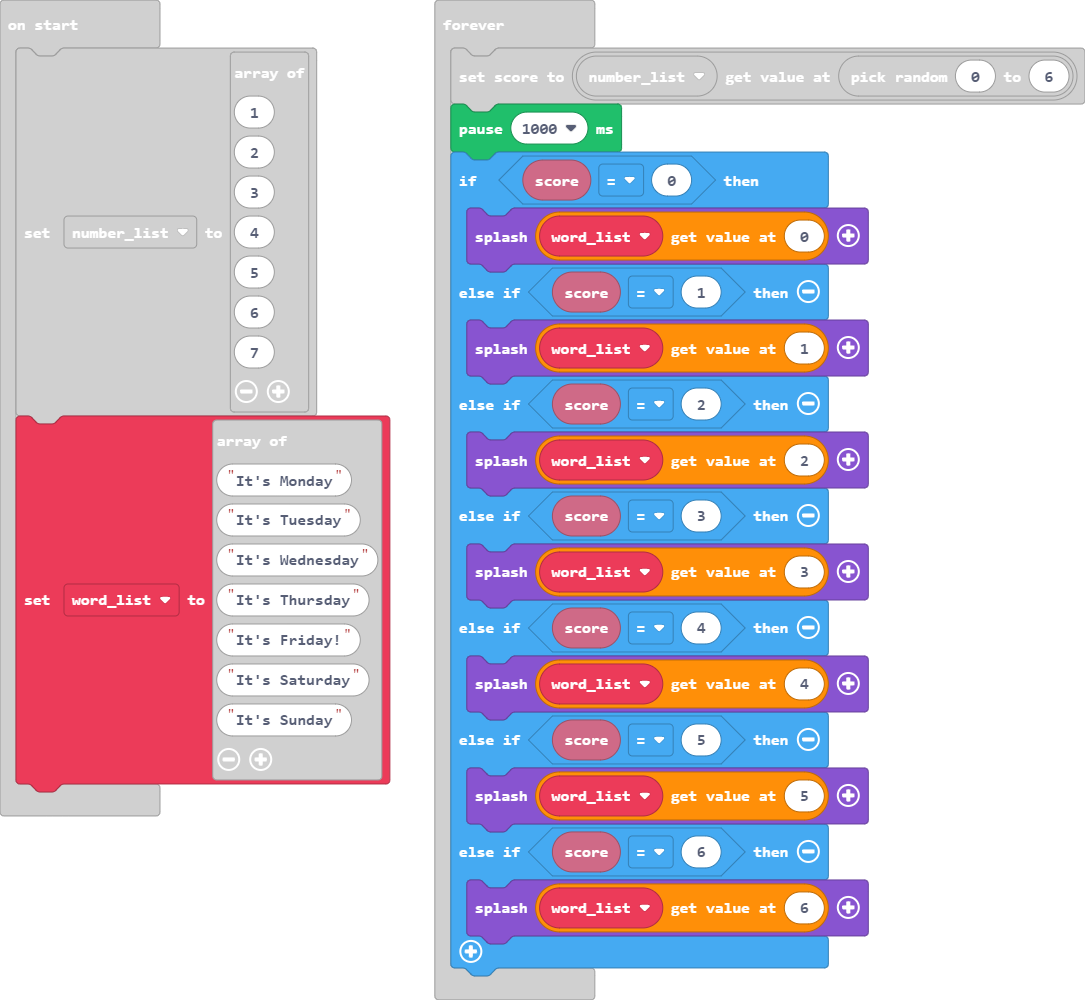 on start
set number_list to
array of
1
2
3
4
5
6
7
set word_list to
array of
"It's Monday"
"It's Tuesday"
"It's Wednesday"
"It's Thursday"
"It's Friday!"
"It's Saturday"
"It's Sunday"
forever
set score to number_list get value at pick random 0 to 6
pause 1000 ms
if score = 0 then
splash word_list get value at 0
else if score = 1 then
splash word_list get value at 1
else if score = 2 then
splash word_list get value at 2
else if score = 3 then
splash word_list get value at 3
else if score = 4 then
splash word_list get value at 4
else if score = 5 then
splash word_list get value at 5
else if score = 6 then
splash word_list get value at 6